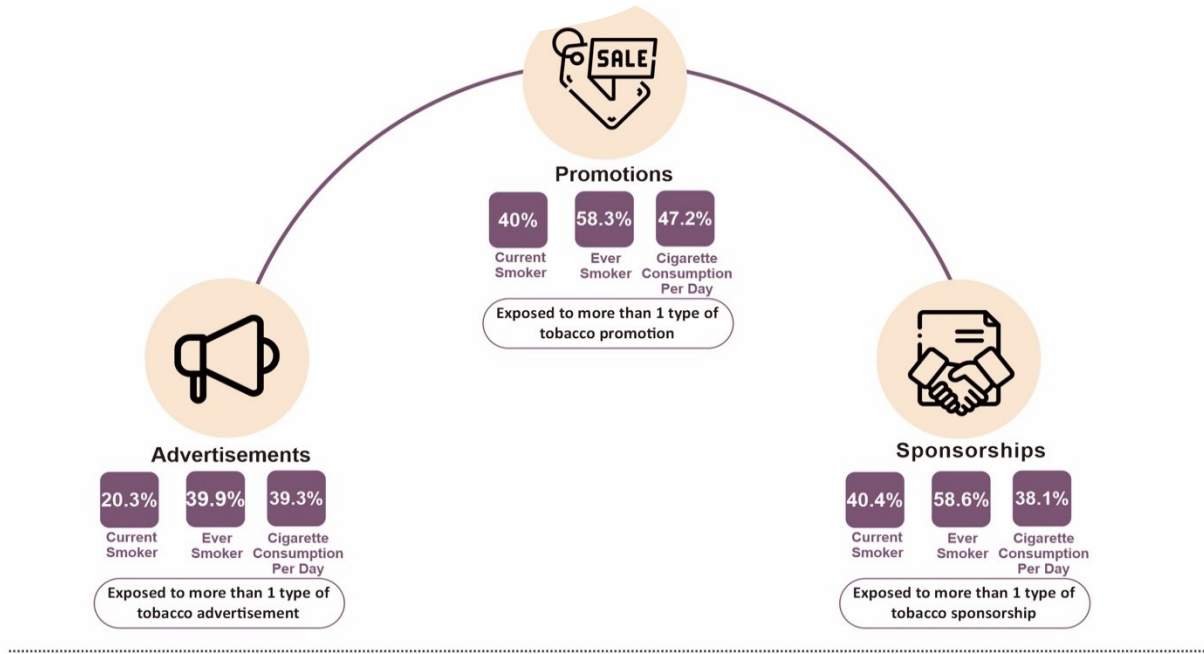 SALE
Promotions
40%
58.3%
47.2%
Current
Smoker
Ever
Smoker
Cigarette
Consumption
Per Day
Exposed to more than 1 type of
tobacco promotion
Advertisements
20.3%
39.9%
39.3%
Current
Smoker
Ever
Smoker
Cigarette
Consumption
Per Day
Exposed to more than 1 type of
tobacco advertisement
Sponsorships
40.4%
58.6%
38.1%
Current
Smoker
Ever
Smoker
Cigarette
Consumption
Per Day
Exposed to more than 1 type of
tobacco sponsorship